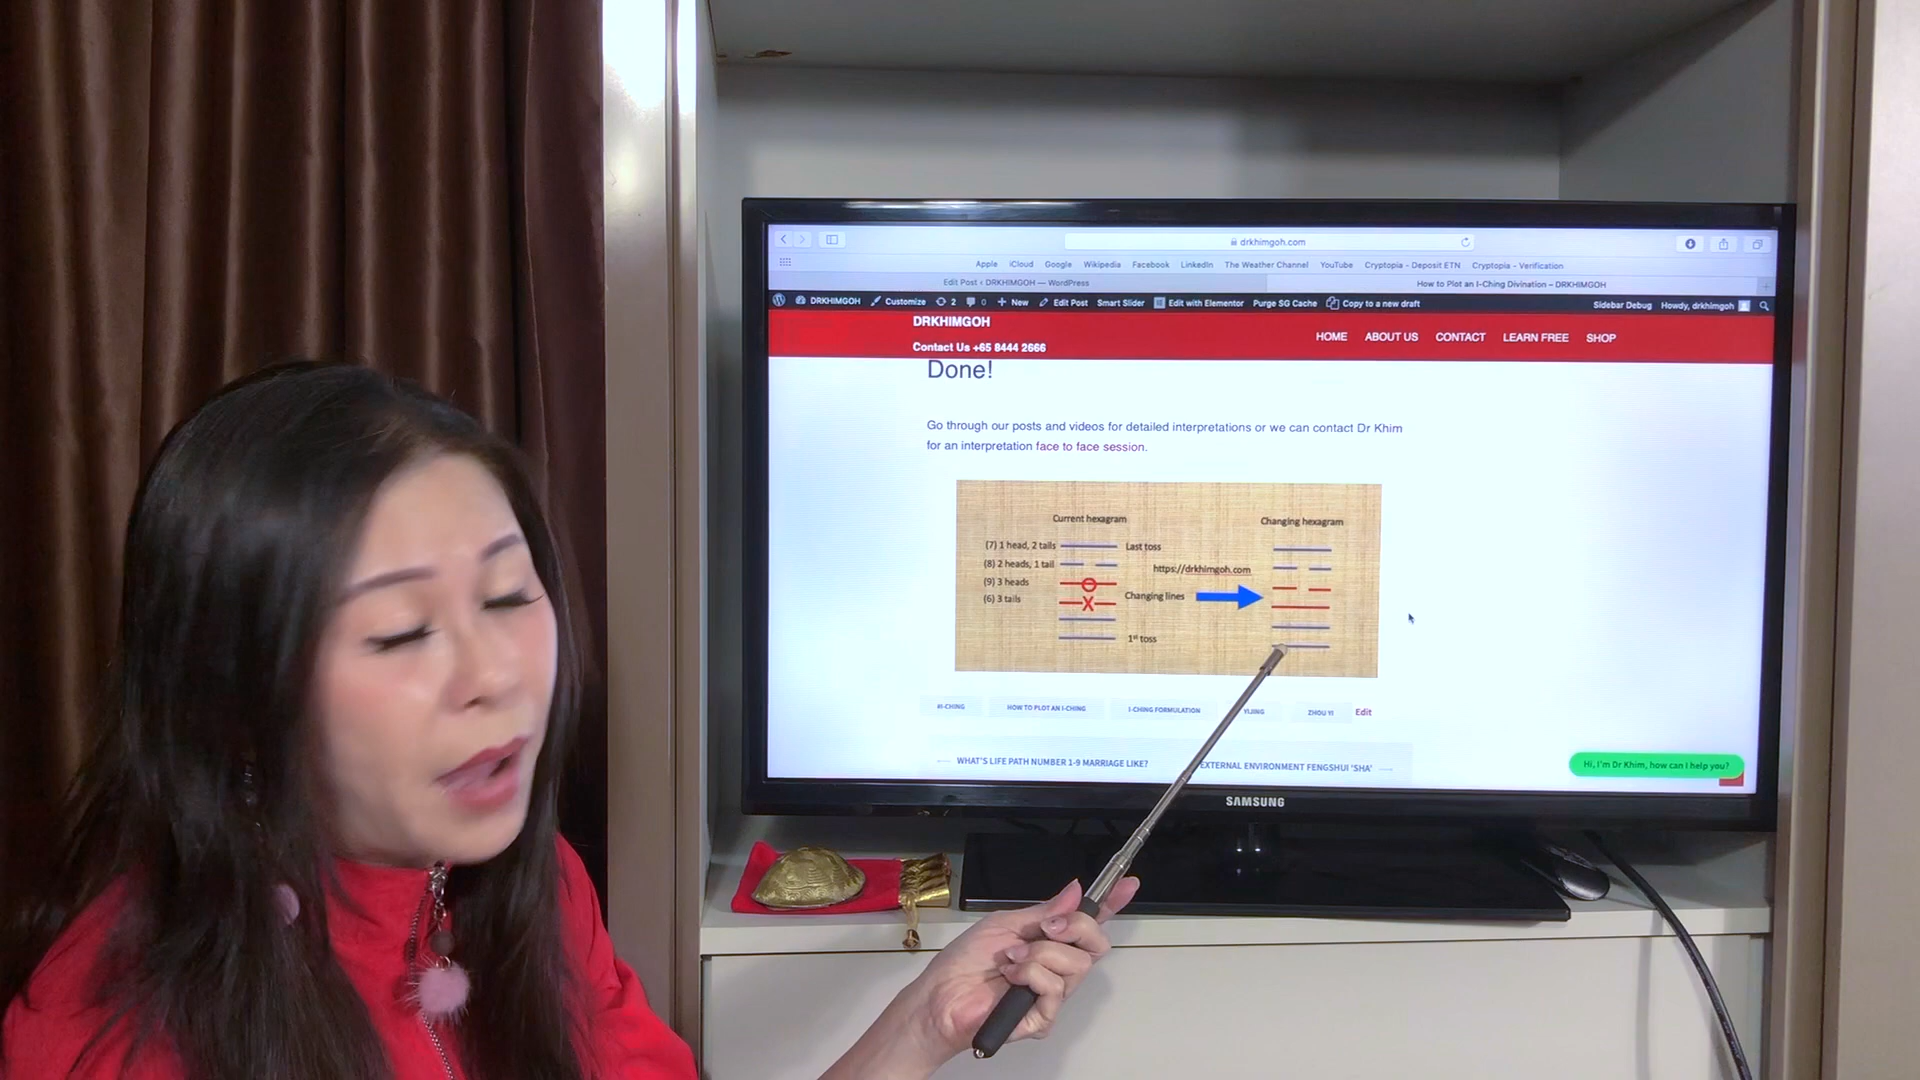 drkhimgoh.com
Apple iCloud Google Wikipedia Facebook LinkedIn The Weather Channel YouTube Cryptopia - Deposit ETN Cryptopia - Verification
Edit Post ‹ DRKHIMGOH — WordPress
How to Plot an I-Ching Divination – DRKHIMGOH
DRKHIMGOH Customize 2 0 New Edit Post Smart Slider Edit with Elementor Purge SG Cache Copy to a new draft Sidebar Debug Howdy, drkhimgoh
DRKHIMGOH
Contact Us +65 8444 2666
HOME ABOUT US CONTACT LEARN FREE SHOP
Done!
Go through our posts and videos for detailed interpretations or we can contact Dr Khim
for an interpretation face to face session.
Current hexagram
Changing hexagram
(7) 1 head, 2 tails
Last toss
(8) 2 heads, 1 tail
https://drkhimgoh.com
(9) 3 heads
(6) 3 tails
Changing lines
1st toss
HOW TO PLOT AN I-CHING
I-CHING FORMULATION
YIJING
ZHOU YI
Edit
WHAT'S LIFE PATH NUMBER 1-9 MARRIAGE LIKE?
EXTERNAL ENVIRONMENT FENGSHUI 'SHA'
Hi, I'm Dr Khim, how can I help you?
SAMSUNG